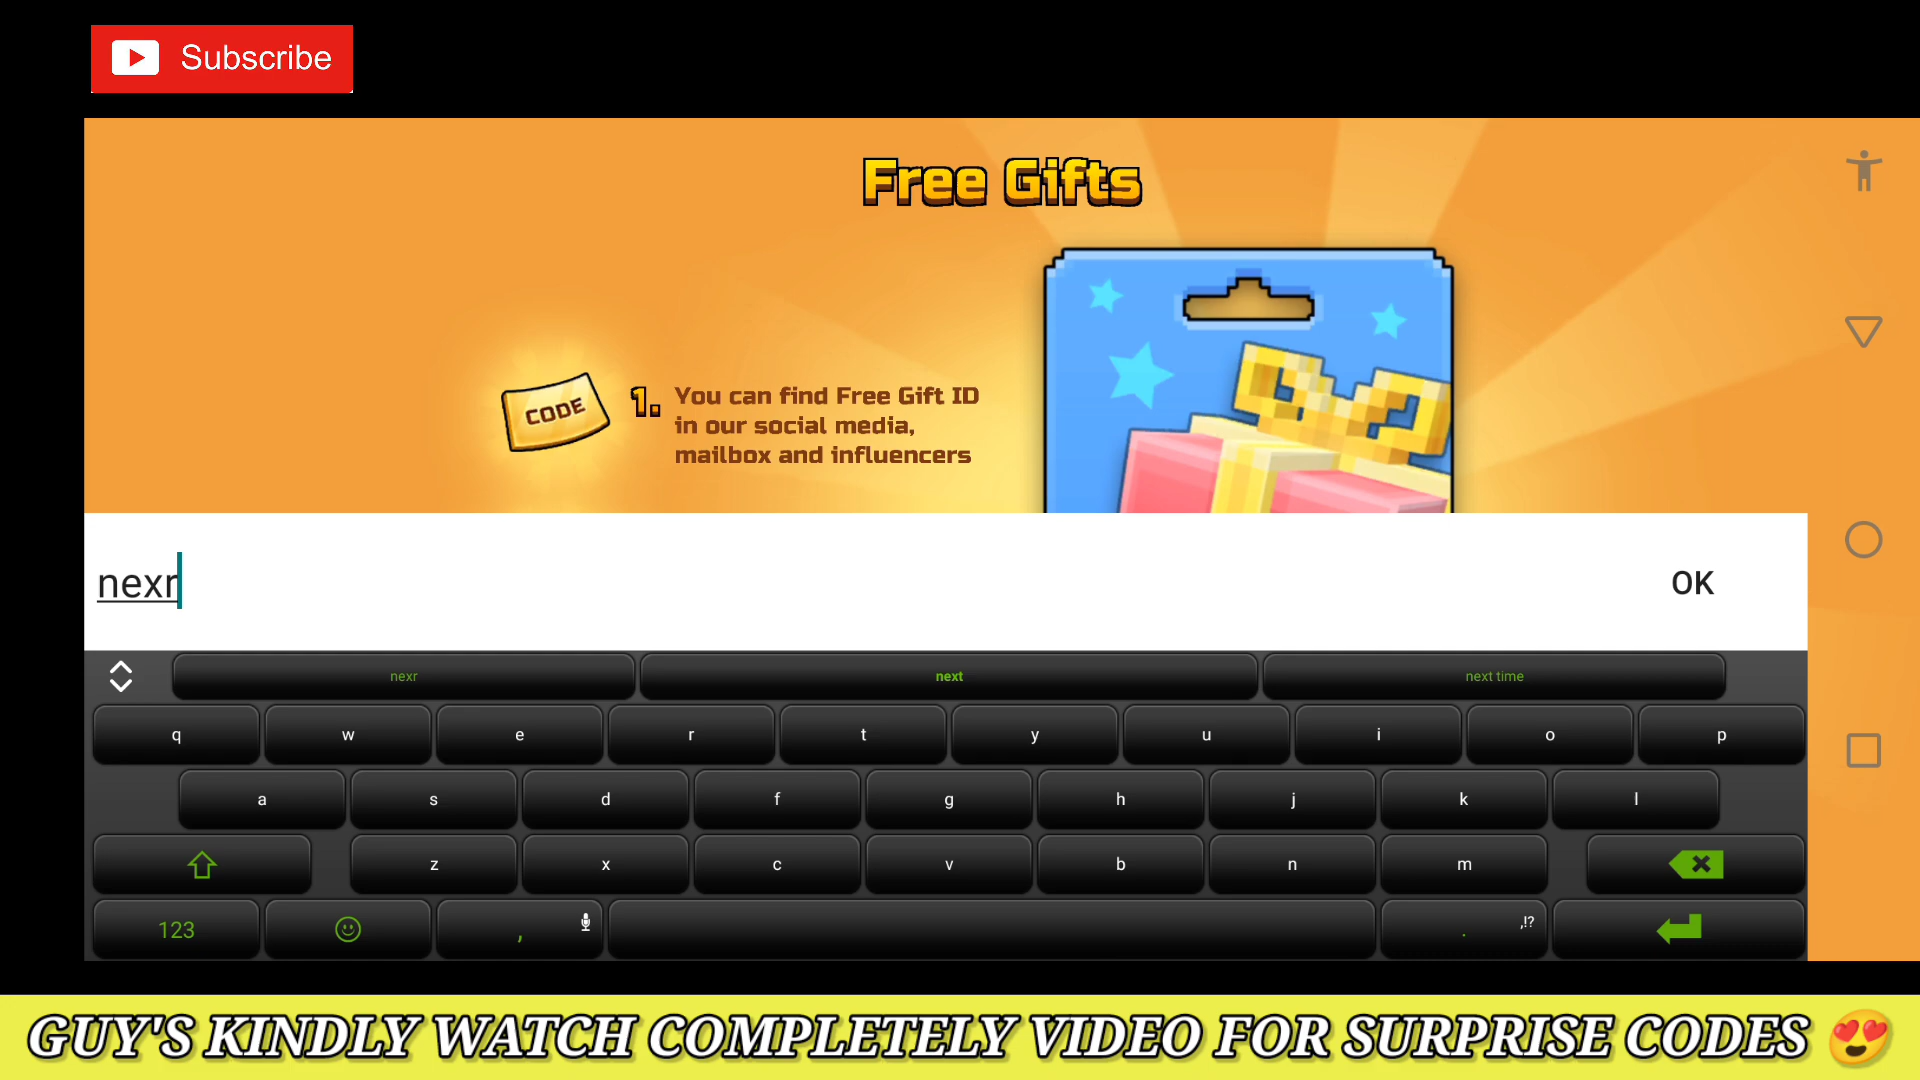 Subscribe
Free Gifts
CODE
1. You can find Free Gift ID
in our social media,
mailbox and influencers
nexr
OK
nexr next next time
q w e r t y u i o p
a s d f g h j k l
z x c v b n m
123 , . ,!?
GUY'S KINDLY WATCH COMPLETELY VIDEO FOR SURPRISE CODES 😍